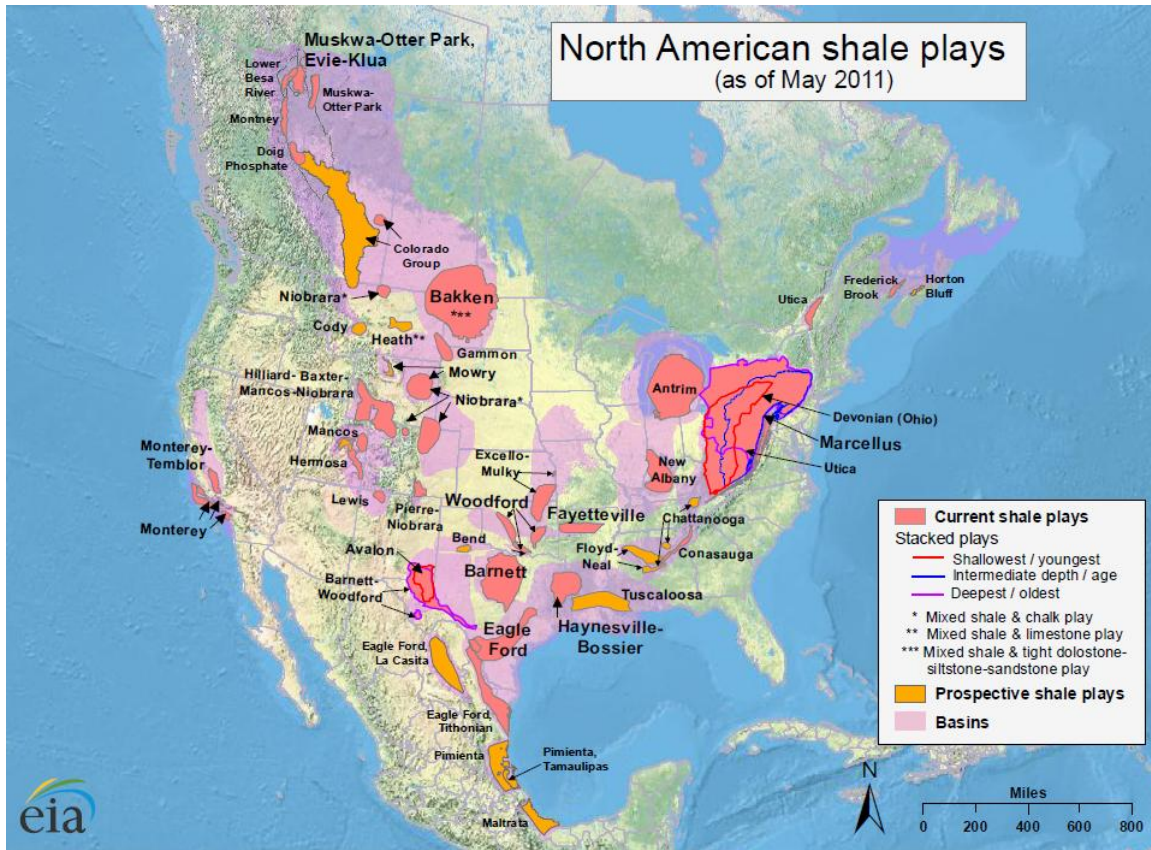 North American shale plays
(as of May 2011)
Muskwa-Otter Park,
Evie-Klua
Lower
Besa
River
Muskwa-
Otter Park
Montney
Doig
Phosphate
Colorado
Group
Niobrara*
Bakken
***
Cody
Heath**
Gammon
Mowry
Hilliard- Baxter-
Mancos-Niobrara
Niobrara*
Antrim
Utica
Frederick
Brook
Horton
Bluff
Devonian (Ohio)
Marcellus
Utica
Mancos
Hermosa
Monterey-
Temblor
Monterey
Lewis
Pierre-
Niobrara
Excello-
Mulky
Woodford
New
Albany
Fayetteville
Chattanooga
Bend
Avalon
Barnett
Floyd-
Neal
Conasauga
Barnett-
Woodford
Tuscaloosa
Haynesville-
Bossier
Eagle
Ford
Eagle Ford,
La Casita
Eagle Ford,
Tithonian
Pimienta
Pimienta,
Tamaulipas
Maltrata
Current shale plays
Stacked plays
Shallowest / youngest
Intermediate depth / age
Deepest / oldest
* Mixed shale & chalk play
** Mixed shale & limestone play
*** Mixed shale & tight dolostone-
siltstone-sandstone play
Prospective shale plays
Basins
N
Miles
0 200 400 600 800
eia